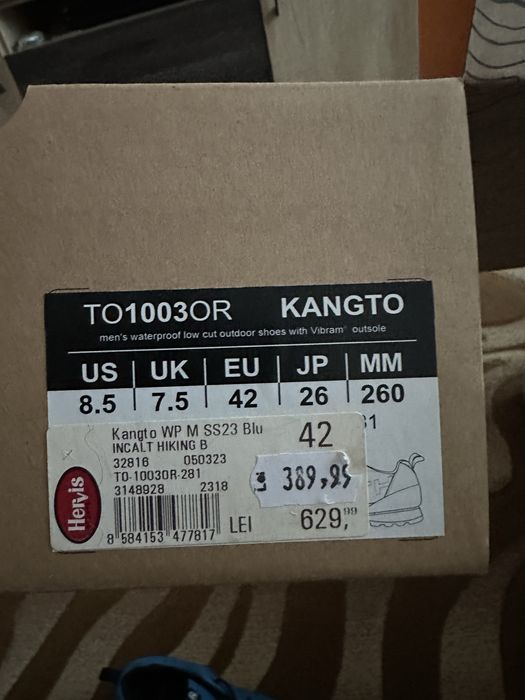 TO1003OR KANGTO
men's waterproof low cut outdoor shoes with Vibram® outsole
US UK EU JP MM
8.5 7.5 42 26 260
Kangto WP M SS23 Blu 42
INCALT HIKING B
32816 050323
TO-1003OR-281
3148928 2318
389,99
Hervis
LEI 629,99
8 584153 477817